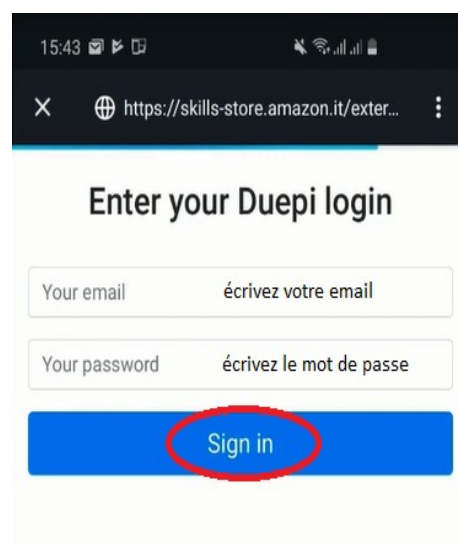 15:43
https://skills-store.amazon.it/exter...
Enter your Duepi login
Your email écrivez votre email
Your password écrivez le mot de passe
Sign in